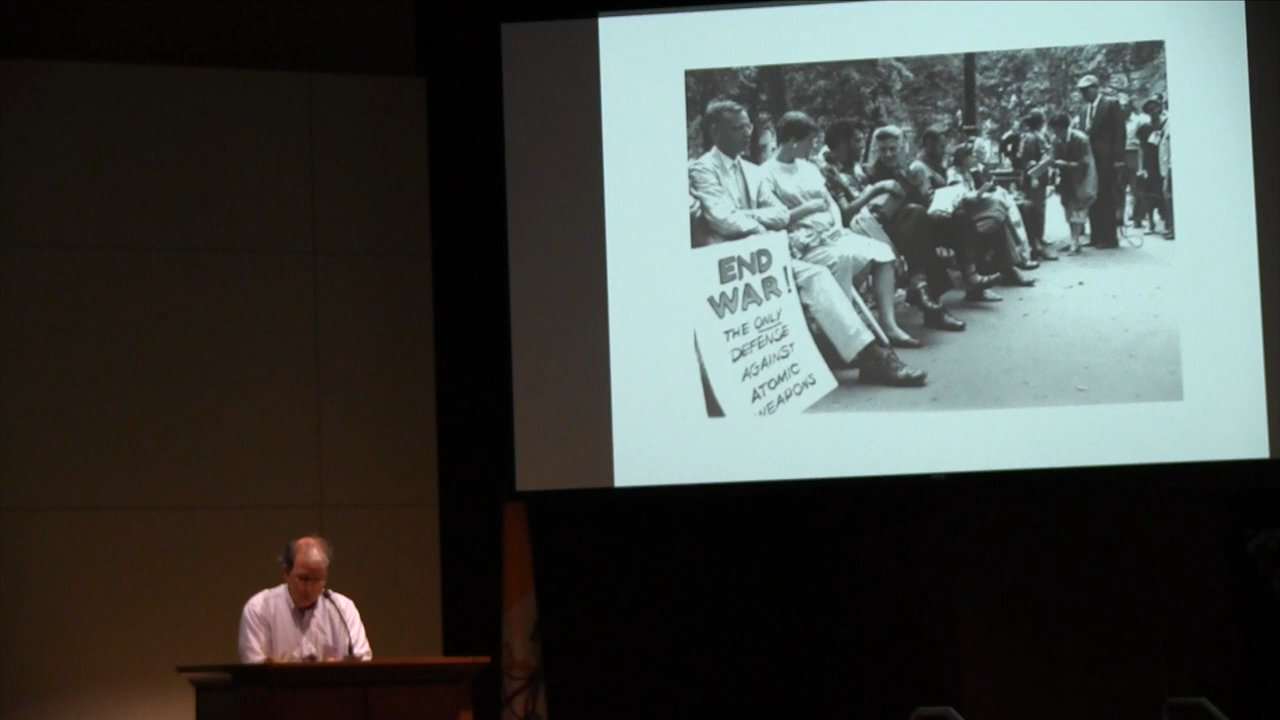 END
WAR!
THE ONLY
DEFENSE
AGAINST
ATOMIC
WEAPONS